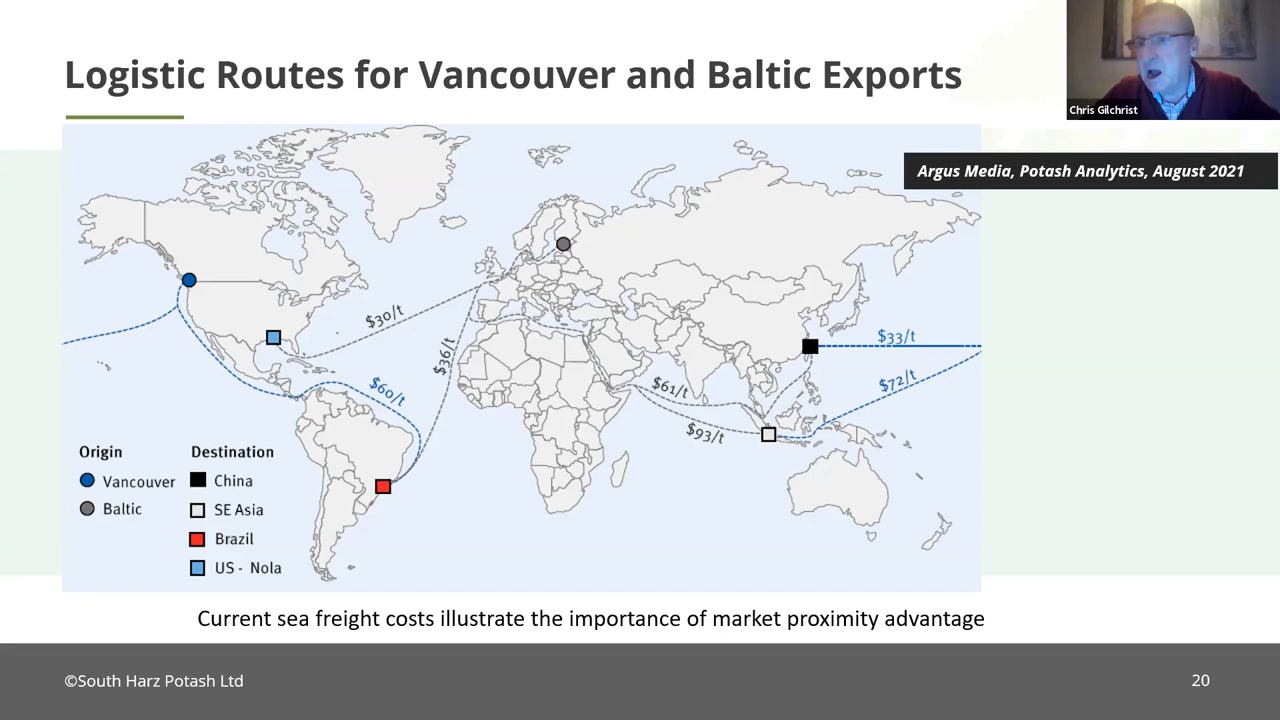 Logistic Routes for Vancouver and Baltic Exports
Chris Gilchrist
Argus Media, Potash Analytics, August 2021
$30/t
$36/t
$60/t
$61/t
$93/t
$33/t
$72/t
Origin
Vancouver
Baltic
Destination
China
SE Asia
Brazil
US - Nola
Current sea freight costs illustrate the importance of market proximity advantage
©South Harz Potash Ltd
20